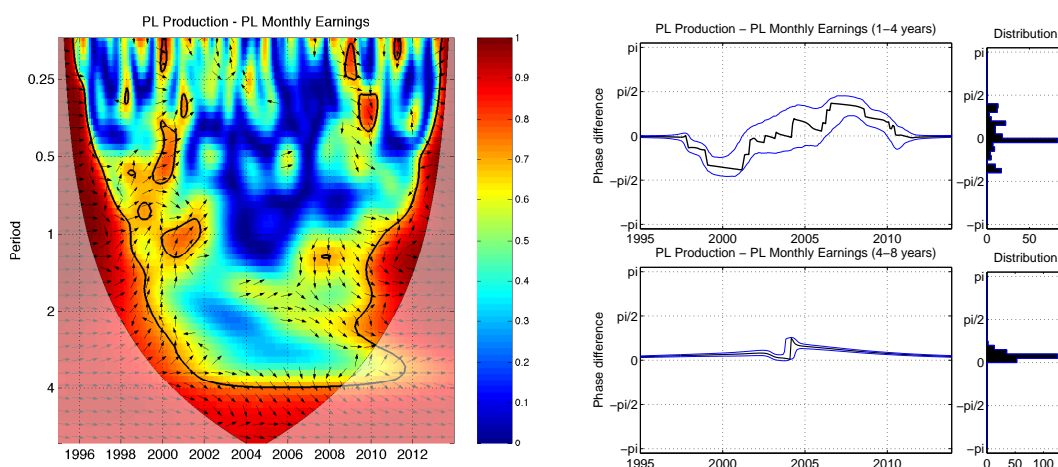 PL Production - PL Monthly Earnings
Period
0.25
0.5
1
2
4
1996 1998 2000 2002 2004 2006 2008 2010 2012
1
0.9
0.8
0.7
0.6
0.5
0.4
0.3
0.2
0.1
0
PL Production − PL Monthly Earnings (1−4 years)
Phase difference
pi
pi/2
0
−pi/2
−pi
1995 2000 2005 2010
Distribution
pi
pi/2
0
−pi/2
−pi
0 50
PL Production − PL Monthly Earnings (4−8 years)
Phase difference
pi
pi/2
0
−pi/2
−pi
1995 2000 2005 2010
Distribution
pi
pi/2
0
−pi/2
−pi
0 50 100